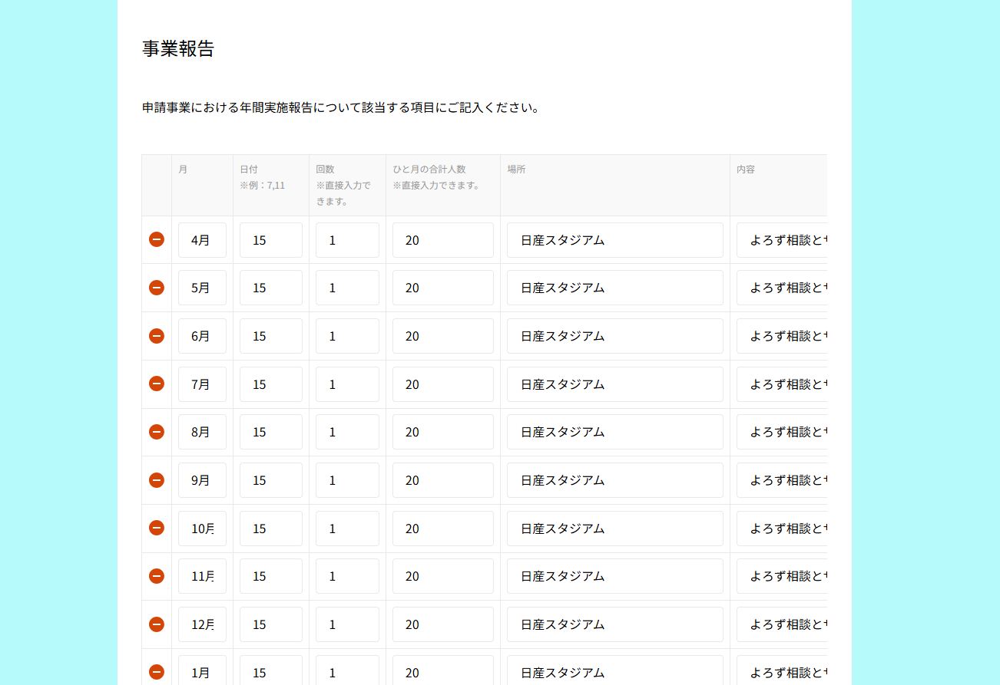 事業報告
申請事業における年間実施報告について該当する項目にご記入ください。
月 日付 回数 ひと月の合計人数 場所 内容
※例：7,11 ※直接入力で ※直接入力できます。
きます。
4月 15 1 20 日産スタジアム よろず相談と
5月 15 1 20 日産スタジアム よろず相談と
6月 15 1 20 日産スタジアム よろず相談と
7月 15 1 20 日産スタジアム よろず相談と
8月 15 1 20 日産スタジアム よろず相談と
9月 15 1 20 日産スタジアム よろず相談と
10月 15 1 20 日産スタジアム よろず相談と
11月 15 1 20 日産スタジアム よろず相談と
12月 15 1 20 日産スタジアム よろず相談と
1月 15 1 20 日産スタジアム よろず相談と